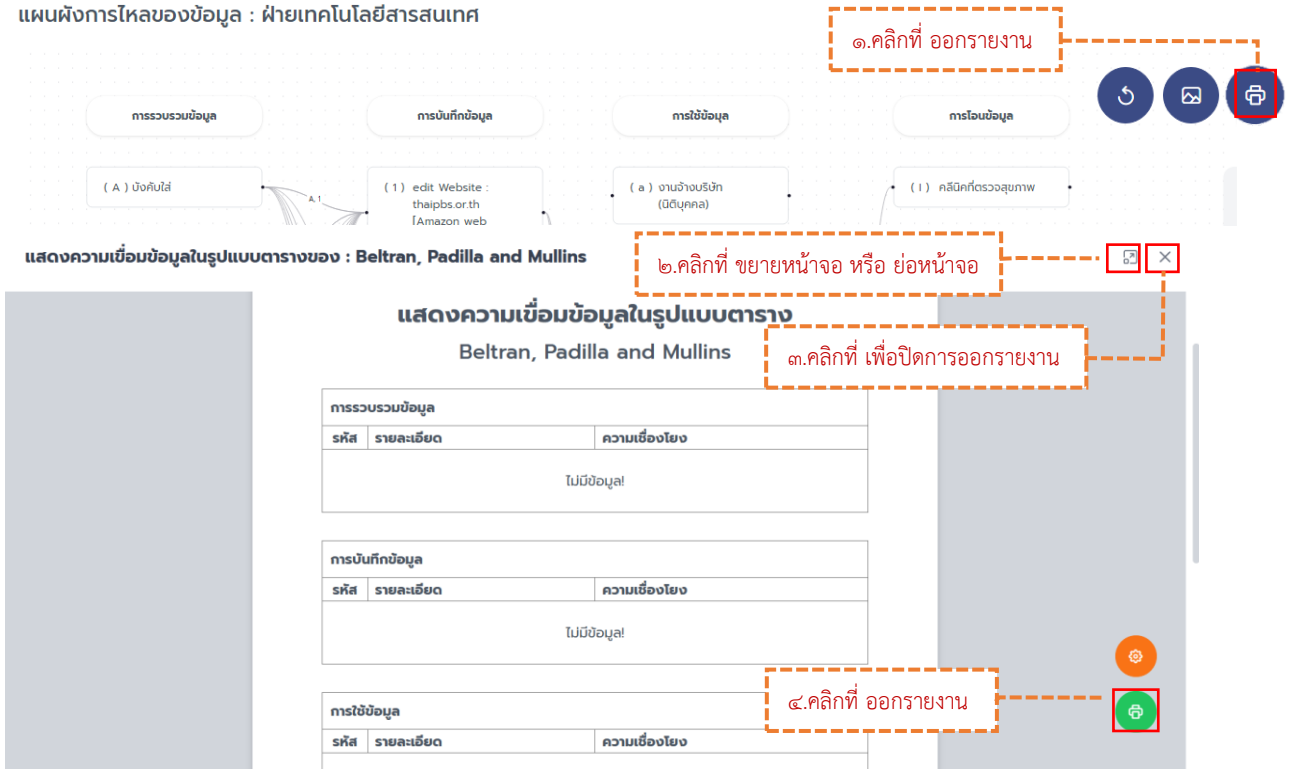 แผนผังการไหลของข้อมูล : ฝ่ายเทคโนโลยีสารสนเทศ
๑.คลิกที่ ออกรายงาน
การรวบรวมข้อมูล
การบันทึกข้อมูล
การใช้ข้อมูล
การโอนข้อมูล
( A ) บังคับใส่
A, 1
( 1 ) edit Website :
thaipbs.or.th
[Amazon web
( a ) งานจ้างบริษัท
(นิติบุคคล)
( I ) คลีนิคที่ตรวจสุขภาพ
แสดงความเชื่อมข้อมูลในรูปแบบตารางของ : Beltran, Padilla and Mullins
๒.คลิกที่ ขยายหน้าจอ หรือ ย่อหน้าจอ
แสดงความเชื่อมข้อมูลในรูปแบบตาราง
Beltran, Padilla and Mullins
๓.คลิกที่ เพื่อปิดการออกรายงาน
การรวบรวมข้อมูล
รหัส รายละเอียด ความเชื่องโยง
ไม่มีข้อมูล!
การบันทึกข้อมูล
รหัส รายละเอียด ความเชื่องโยง
ไม่มีข้อมูล!
๔.คลิกที่ ออกรายงาน
การใช้ข้อมูล
รหัส รายละเอียด ความเชื่องโยง